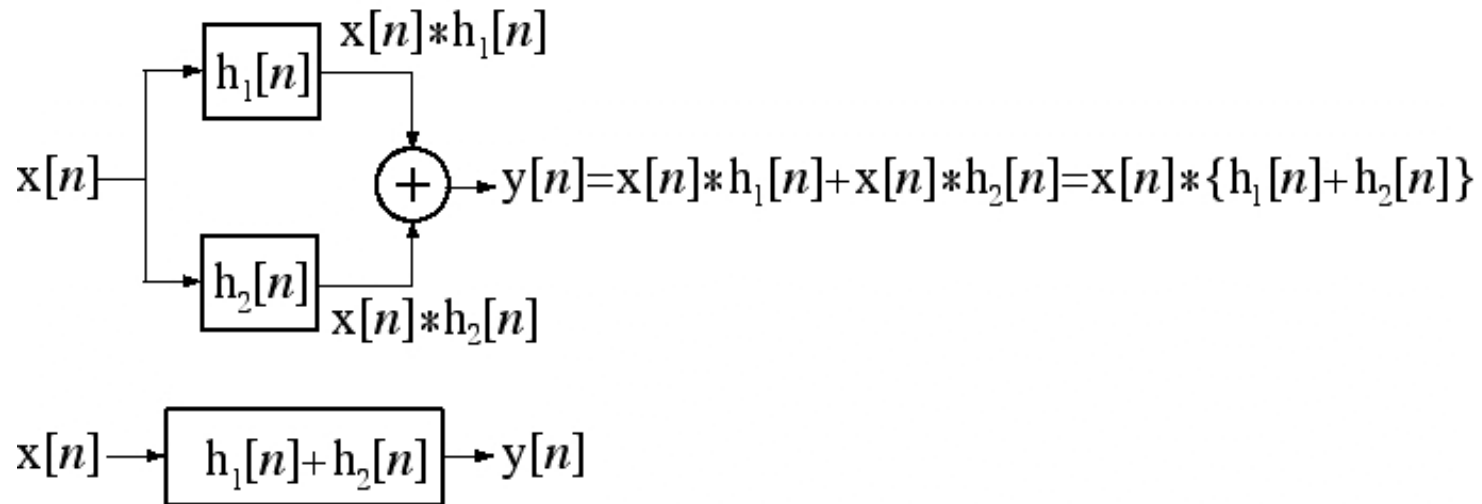 x[n]*h₁[n]
h₁[n]
x[n]
+
y[n]=x[n]*h₁[n]+x[n]*h₂[n]=x[n]*{h₁[n]+h₂[n]}
h₂[n]
x[n]*h₂[n]
x[n] h₁[n]+h₂[n] y[n]